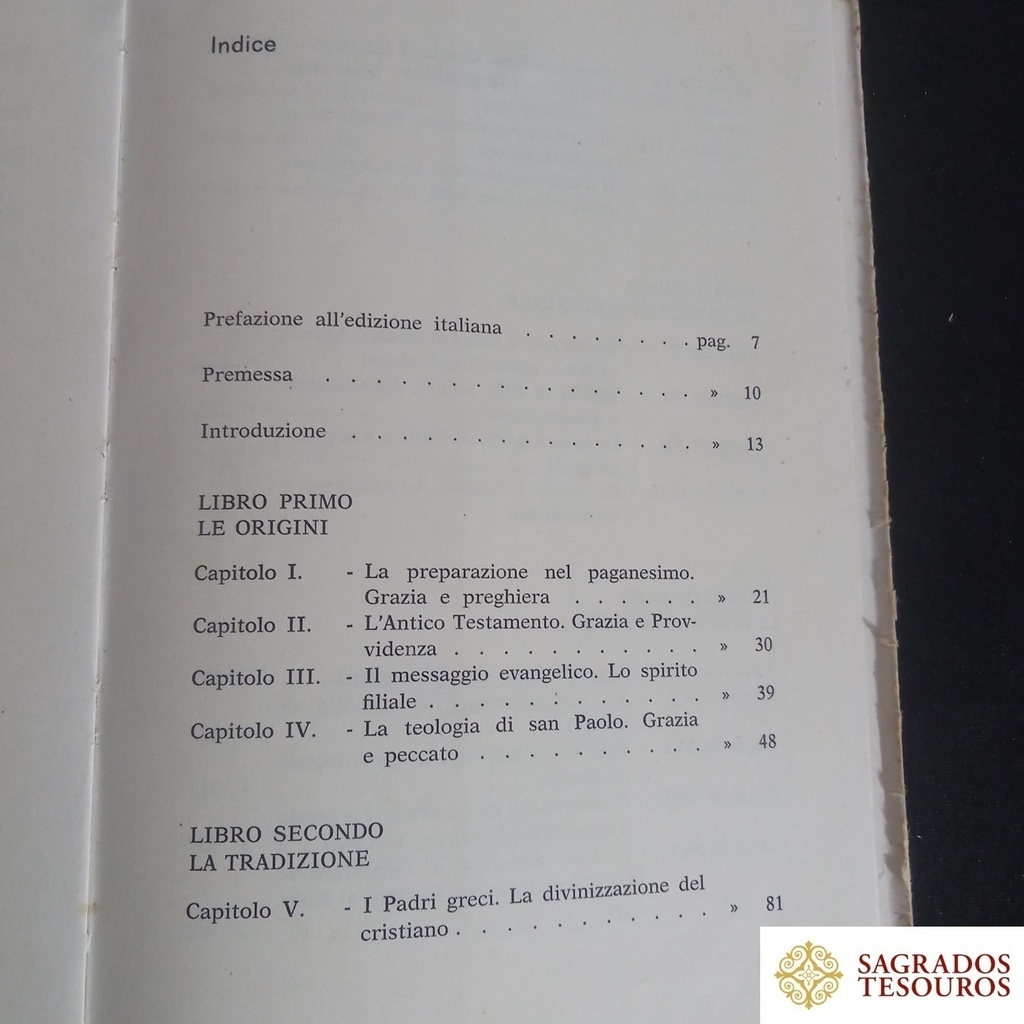 Indice
Prefazione all'edizione italiana . . . . . . . . pag. 7
Premessa . . . . . . . . . . . . . . . . » 10
Introduzione . . . . . . . . . . . . . . . » 13
LIBRO PRIMO
LE ORIGINI
Capitolo I. - La preparazione nel paganesimo.
Grazia e preghiera . . . . . . » 21
Capitolo II. - L'Antico Testamento. Grazia e Prov-
videnza . . . . . . . . . . . » 30
Capitolo III. - Il messaggio evangelico. Lo spirito
filiale . . . . . . . . . . . » 39
Capitolo IV. - La teologia di san Paolo. Grazia
e peccato . . . . . . . . . . » 48
LIBRO SECONDO
LA TRADIZIONE
Capitolo V. - I Padri greci. La divinizzazione del
cristiano . . . . . . . . . . . » 81
SAGRADOS
TESOUROS